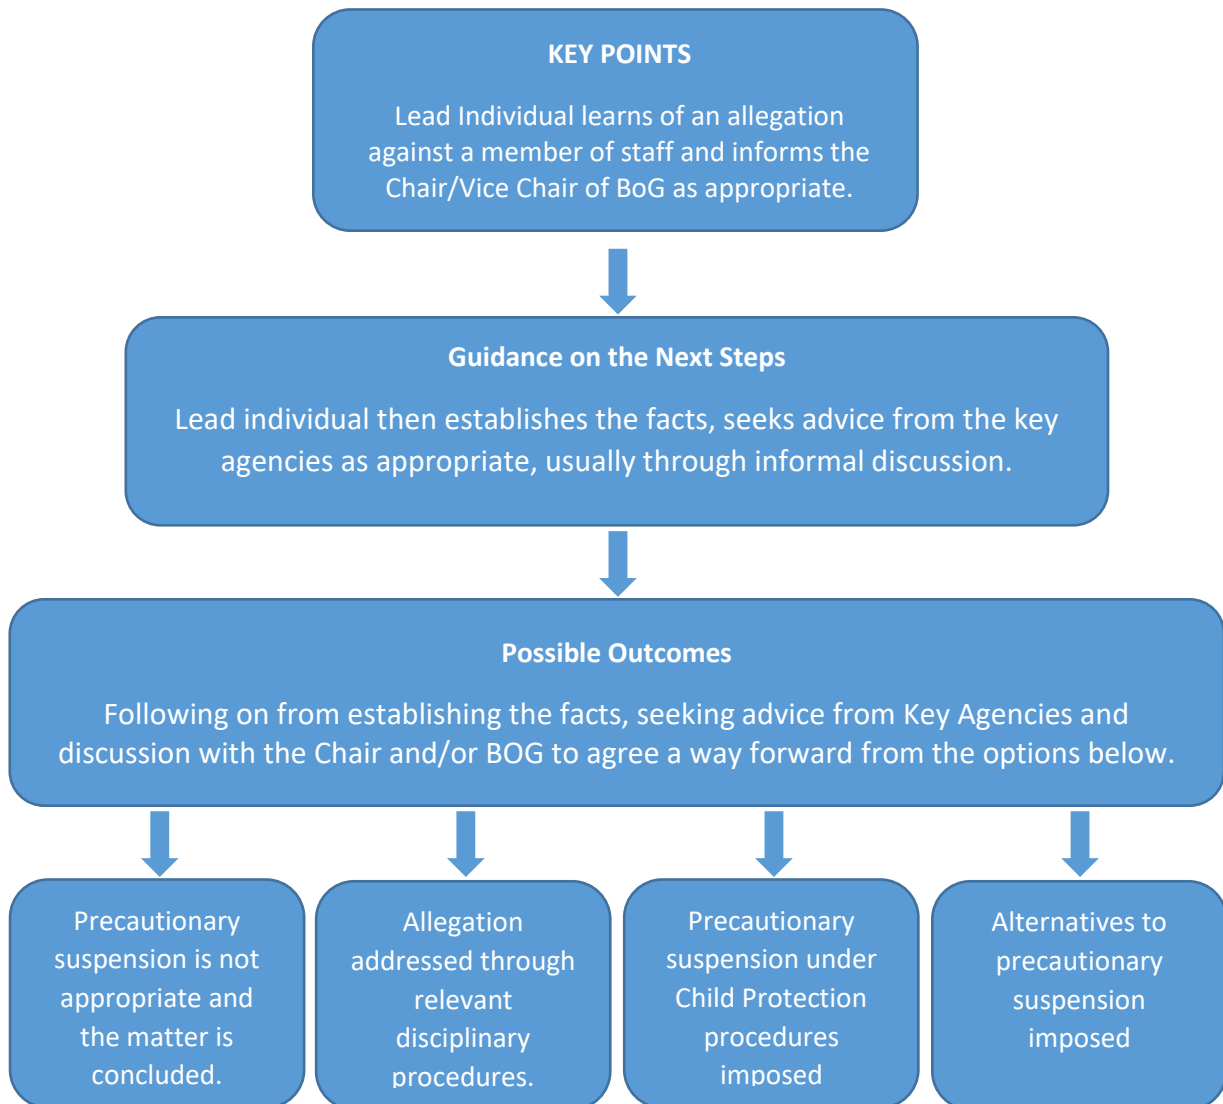 KEY POINTS
Lead Individual learns of an allegation
against a member of staff and informs the
Chair/Vice Chair of BoG as appropriate.
Guidance on the Next Steps
Lead individual then establishes the facts, seeks advice from the key
agencies as appropriate, usually through informal discussion.
Possible Outcomes
Following on from establishing the facts, seeking advice from Key Agencies and
discussion with the Chair and/or BOG to agree a way forward from the options below.
Precautionary
suspension is not
appropriate and
the matter is
concluded.
Allegation
addressed through
relevant
disciplinary
procedures.
Precautionary
suspension under
Child Protection
procedures
imposed
Alternatives to
precautionary
suspension
imposed